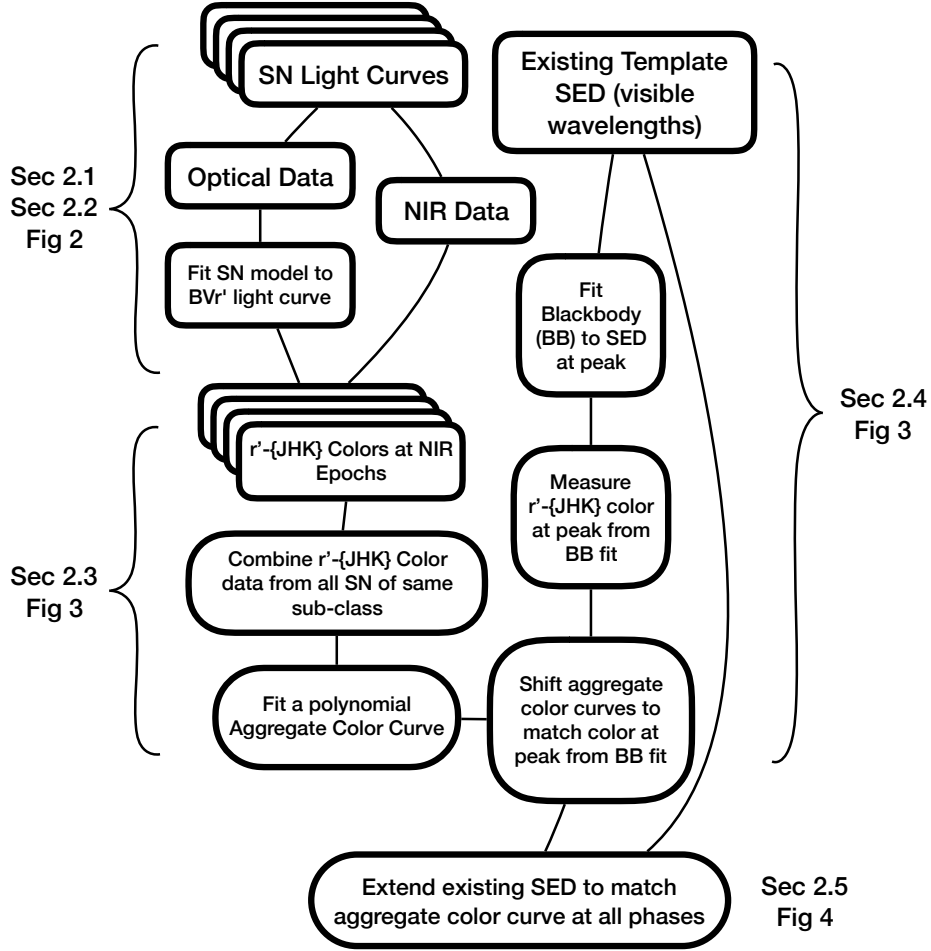 SN Light Curves
Existing Template
SED (visible
wavelengths)
Sec 2.1
Sec 2.2
Fig 2
Optical Data
NIR Data
Fit SN model to
BVr' light curve
Fit
Blackbody
(BB) to SED
at peak
Sec 2.4
Fig 3
r’-{JHK} Colors at NIR
Epochs
Measure
r’-{JHK} color
at peak from
BB fit
Sec 2.3
Fig 3
Combine r’-{JHK} Color
data from all SN of same
sub-class
Fit a polynomial
Aggregate Color Curve
Shift aggregate
color curves to
match color at
peak from BB fit
Extend existing SED to match
aggregate color curve at all phases
Sec 2.5
Fig 4